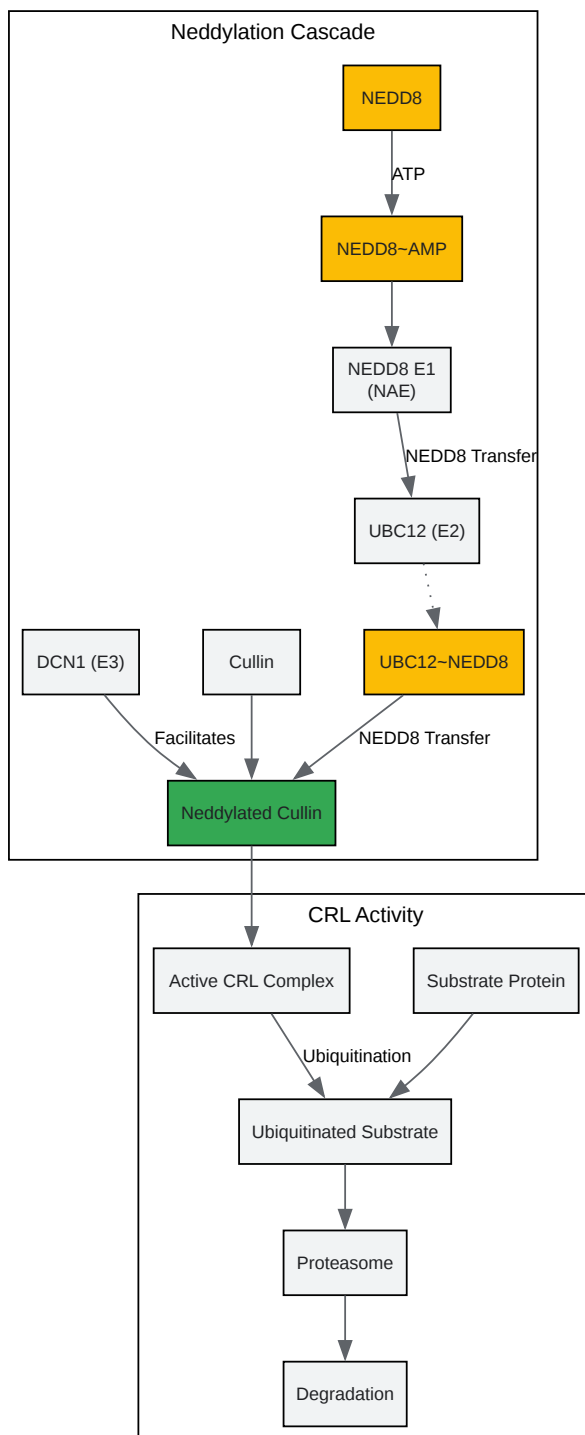 Neddylation Cascade
NEDD8
ATP
NEDD8~AMP
NEDD8 E1
(NAE)
NEDD8 Transfer
UBC12 (E2)
DCN1 (E3)
Cullin
UBC12~NEDD8
Facilitates
NEDD8 Transfer
Neddylated Cullin
CRL Activity
Active CRL Complex
Substrate Protein
Ubiquitination
Ubiquitinated Substrate
Proteasome
Degradation